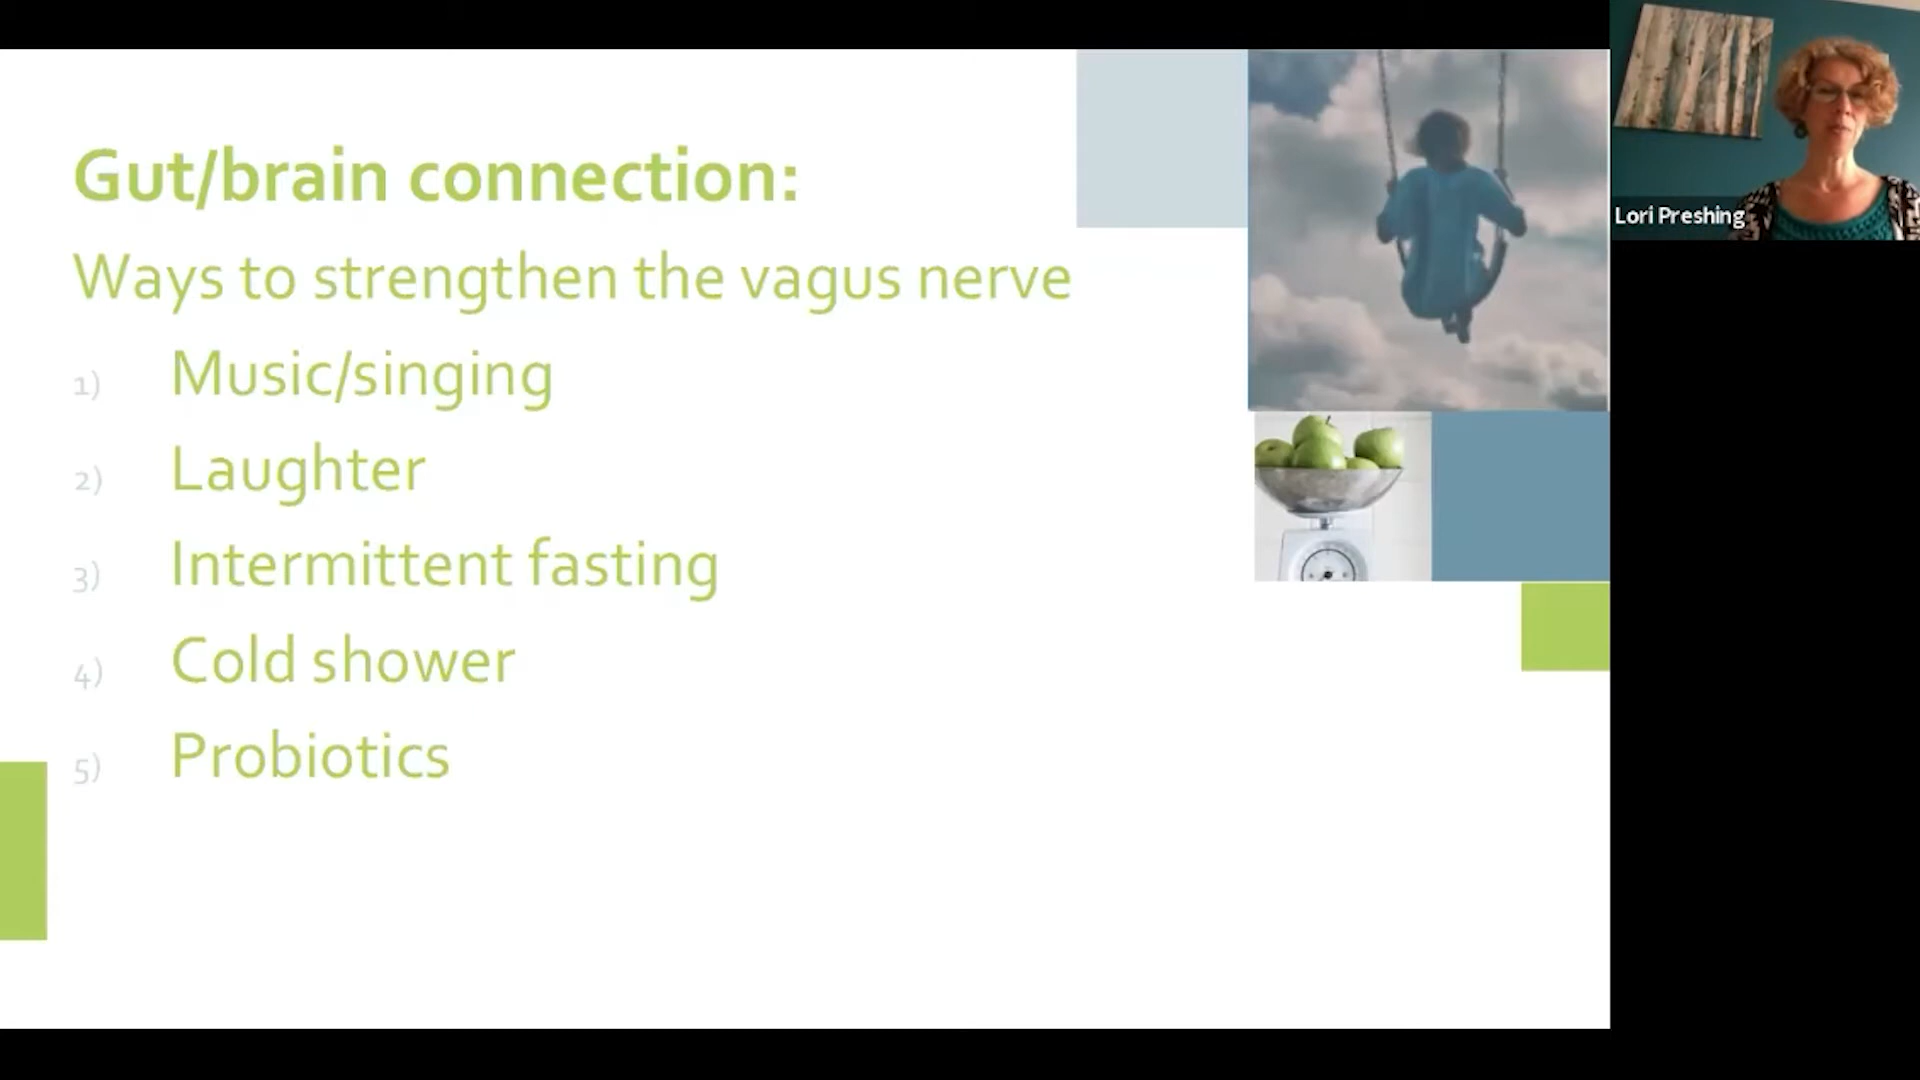 Gut/brain connection:
Ways to strengthen the vagus nerve
1) Music/singing
2) Laughter
3) Intermittent fasting
4) Cold shower
5) Probiotics
Lori Preshing